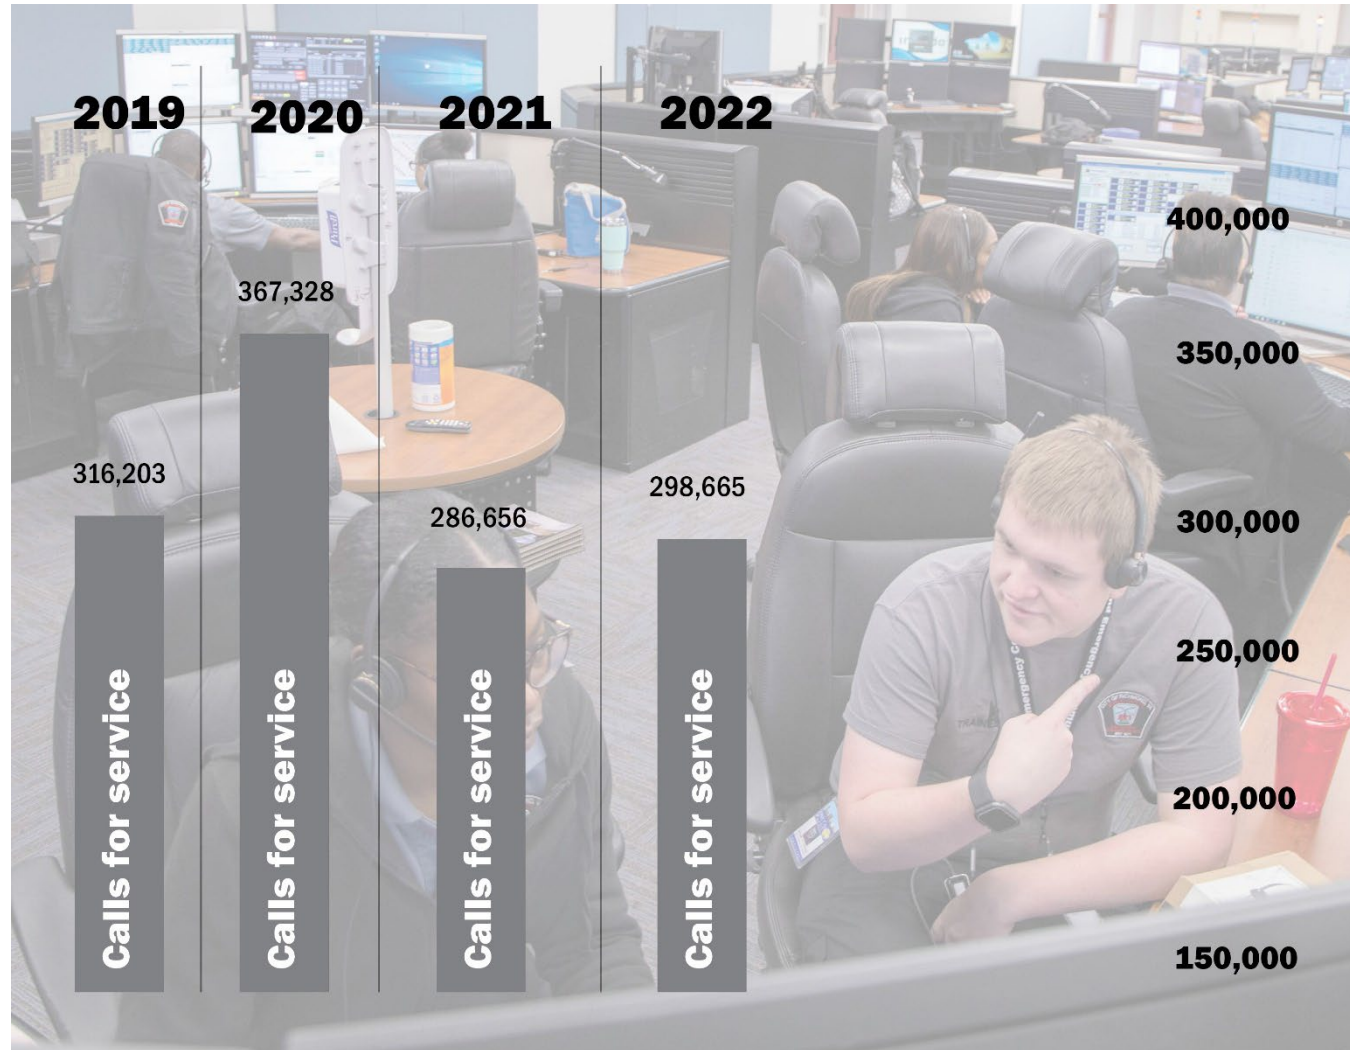 2019
2020
2021
2022
400,000
367,328
350,000
316,203
298,665
286,656
300,000
250,000
200,000
150,000
Calls for service
Calls for service
Calls for service
Calls for service
Purell